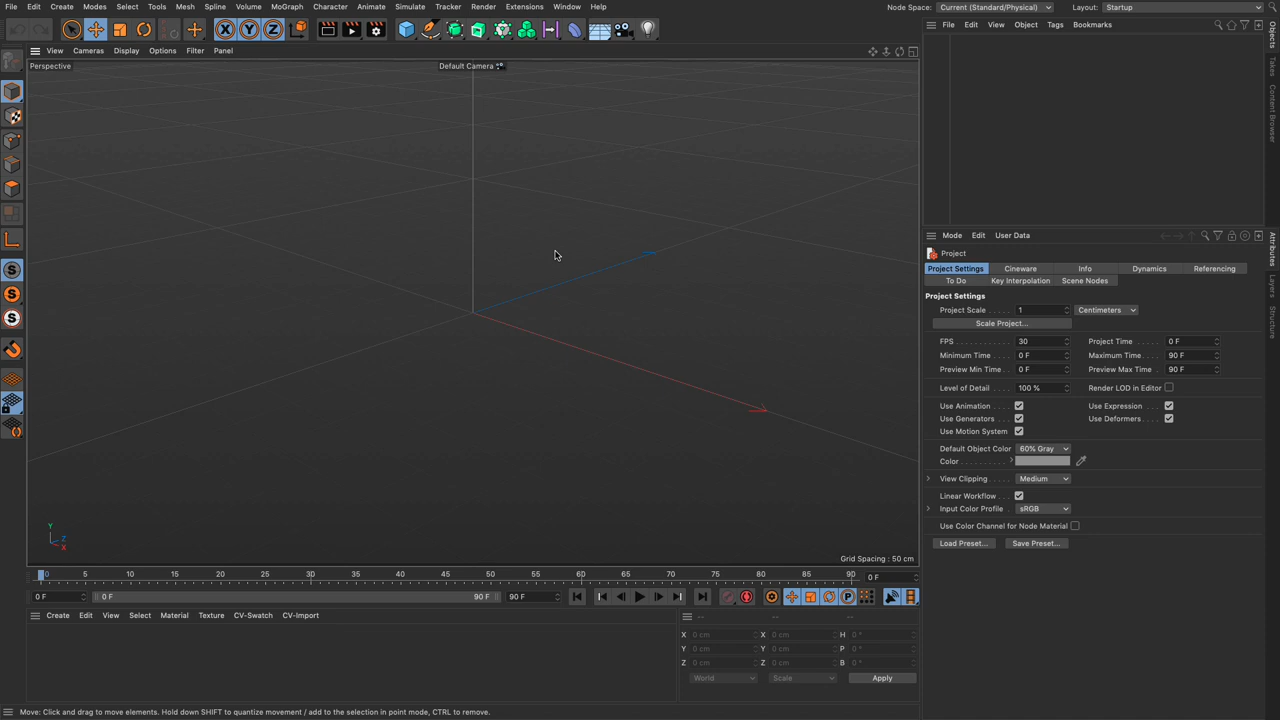 File Edit Create Modes Select Tools Mesh Spline Volume MoGraph Character Animate Simulate Tracker Render Extensions Window Help Node Space: Current (Standard/Physical) Layout: Startup
File Edit View Object Tags Bookmarks
View Cameras Display Options Filter Panel
Perspective
Default Camera
Objects
Takes
Content Browser
Y
Z
X
Grid Spacing : 50 cm
0 5 10 15 20 25 30 35 40 45 50 55 60 65 70 75 80 85 90 0 F
0 F 0 F 90 F 90 F
Create Edit View Select Material Texture CV-Swatch CV-Import
-- -- --
X 0 cm X 0 cm H 0 °
Y 0 cm Y 0 cm P 0 °
Z 0 cm Z 0 cm B 0 °
World Scale Apply
Mode Edit User Data
Project
Project Settings Cineware Info Dynamics Referencing
To Do Key Interpolation Scene Nodes
Project Settings
Project Scale . . . . . 1 Centimeters
Scale Project...
FPS 30 Project Time 0 F
Minimum Time 0 F Maximum Time 90 F
Preview Min Time 0 F Preview Max Time 90 F
Level of Detail 100 % Render LOD in Editor
Use Animation Use Expression
Use Generators Use Deformers
Use Motion System
Default Object Color 60% Gray
Color
View Clipping Medium
Linear Workflow
Input Color Profile sRGB
Use Color Channel for Node Material
Load Preset... Save Preset...
Attributes
Layers
Structure
Move: Click and drag to move elements. Hold down SHIFT to quantize movement / add to the selection in point mode, CTRL to remove.